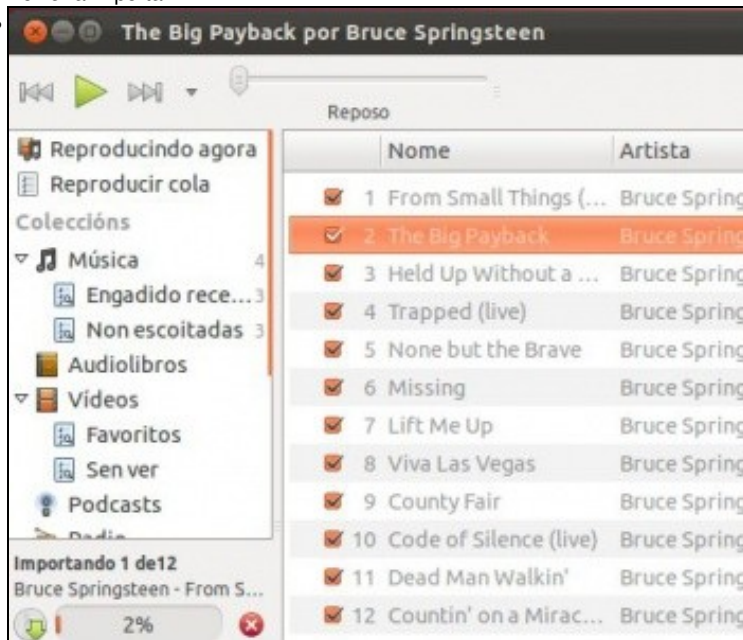 The Big Payback por Bruce Springsteen
Reposo
Reproducindo agora
Reproducir cola
Coleccións
Música 4
Engadido rece... 3
Non escoitadas 3
Audiolibros
Vídeos
Favoritos
Sen ver
Podcasts
Radio
Importando 1 de12
Bruce Springsteen - From S...
2%
Nome Artista
1 From Small Things (... Bruce Spring
2 The Big Payback Bruce Spring
3 Held Up Without a ... Bruce Spring
4 Trapped (live) Bruce Spring
5 None but the Brave Bruce Spring
6 Missing Bruce Spring
7 Lift Me Up Bruce Spring
8 Viva Las Vegas Bruce Spring
9 County Fair Bruce Spring
10 Code of Silence (live) Bruce Spring
11 Dead Man Walkin' Bruce Spring
12 Countin' on a Mirac... Bruce Spring